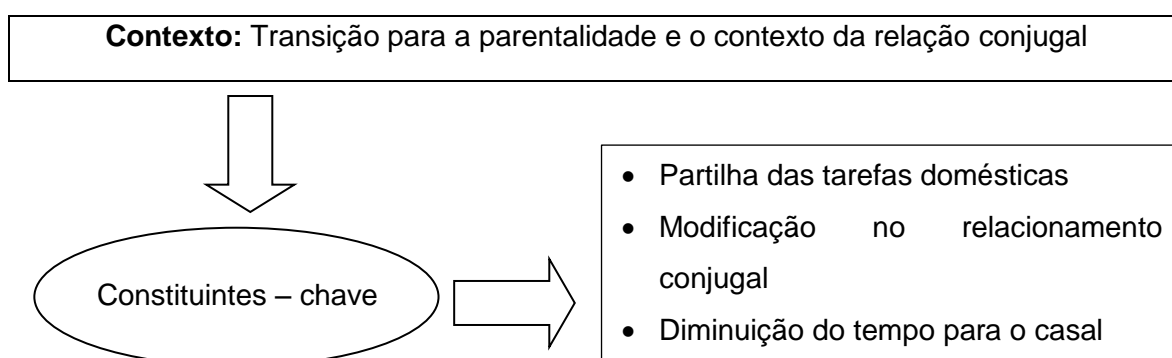 Contexto: Transição para a parentalidade e o contexto da relação conjugal
Constituintes – chave
• Partilha das tarefas domésticas
• Modificação no relacionamento
conjugal
• Diminuição do tempo para o casal